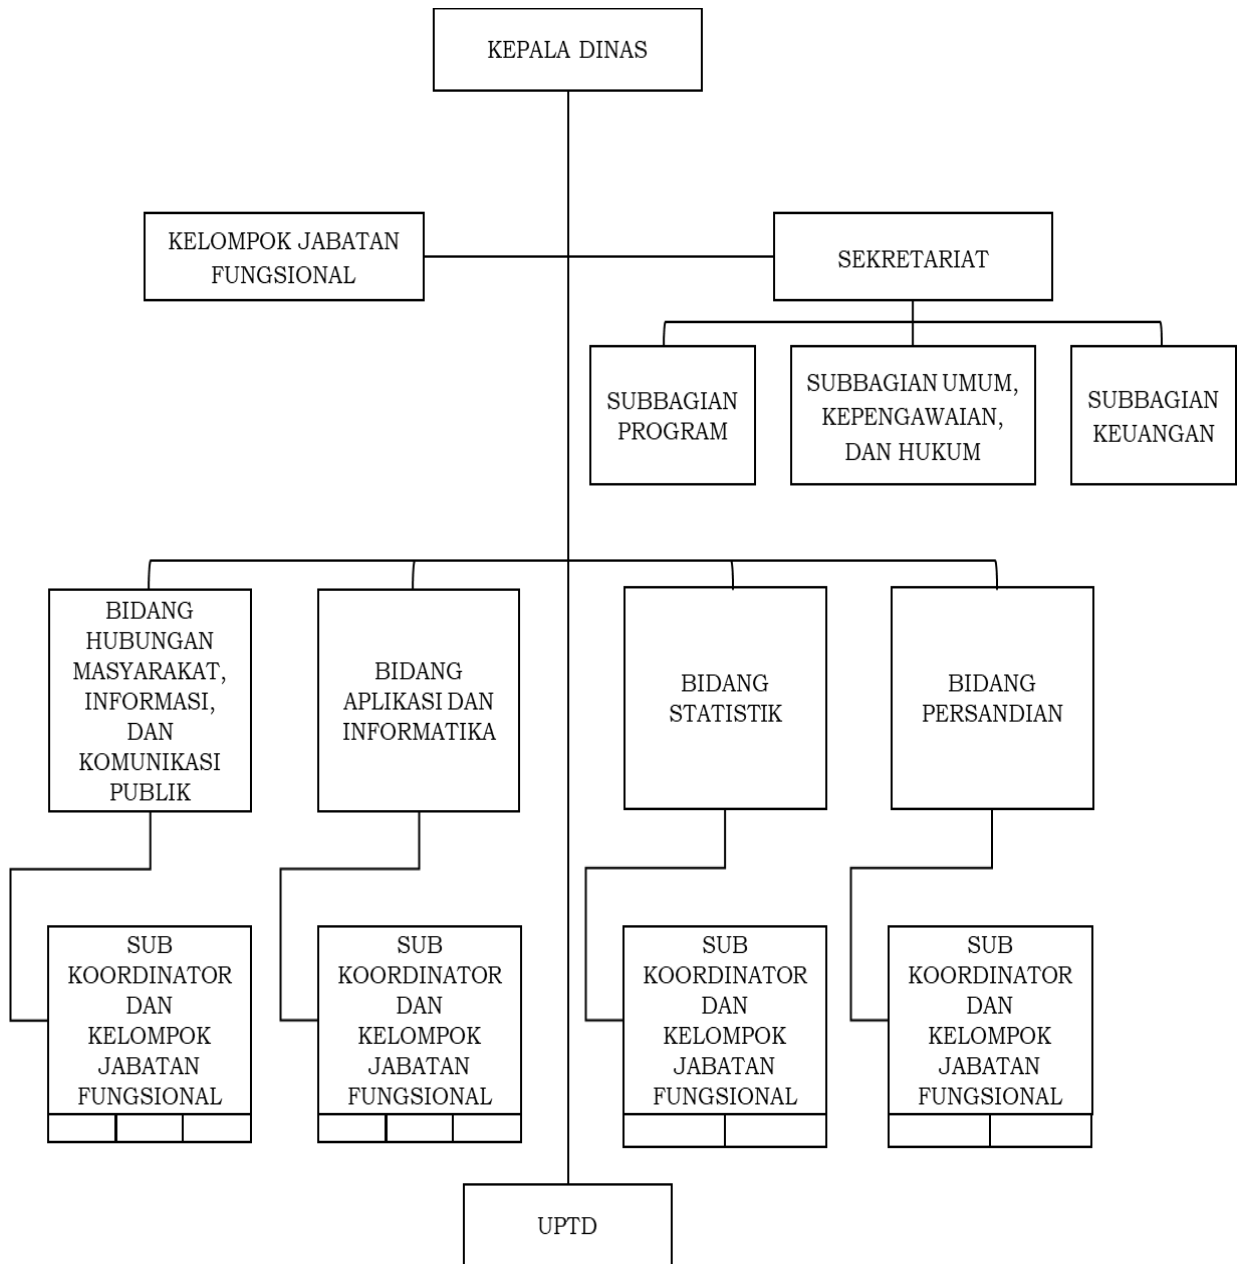 KEPALA DINAS
KELOMPOK JABATAN
FUNGSIONAL
SEKRETARIAT
SUBBAGIAN
PROGRAM
SUBBAGIAN UMUM,
KEPENGAWAIAN,
DAN HUKUM
SUBBAGIAN
KEUANGAN
BIDANG
HUBUNGAN
MASYARAKAT,
INFORMASI,
DAN
KOMUNIKASI
PUBLIK
BIDANG
APLIKASI DAN
INFORMATIKA
BIDANG
STATISTIK
BIDANG
PERSANDIAN
SUB
KOORDINATOR
DAN
KELOMPOK
JABATAN
FUNGSIONAL
SUB
KOORDINATOR
DAN
KELOMPOK
JABATAN
FUNGSIONAL
SUB
KOORDINATOR
DAN
KELOMPOK
JABATAN
FUNGSIONAL
SUB
KOORDINATOR
DAN
KELOMPOK
JABATAN
FUNGSIONAL
UPTD